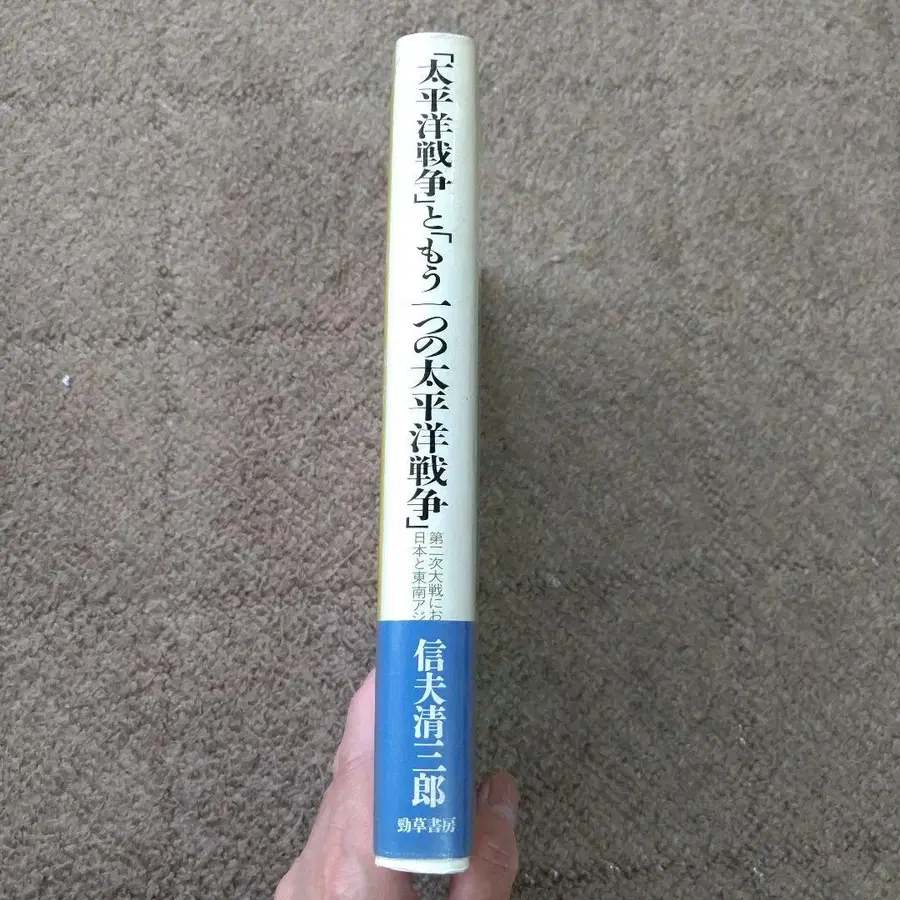 「太平洋戦争」と「もう一つの太平洋戦争」
第二次大戦にお
日本と東南アジ
信夫清三郎
勁草書房